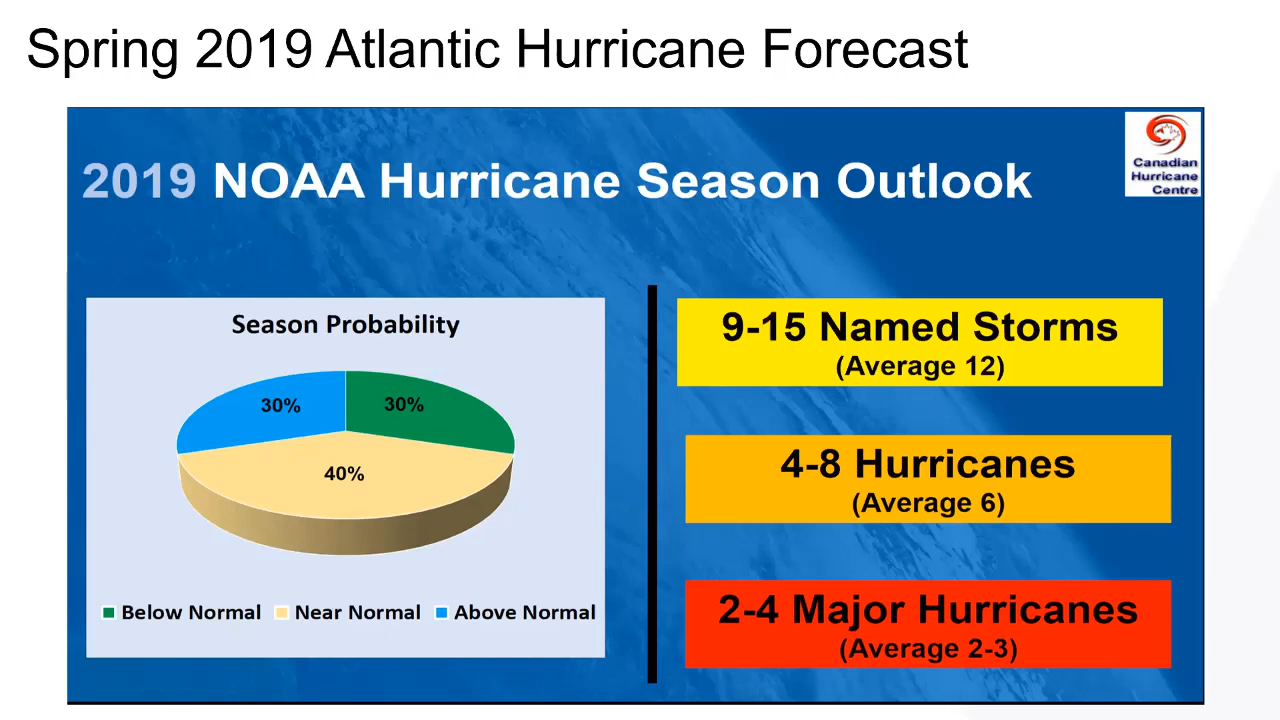 Spring 2019 Atlantic Hurricane Forecast
2019 NOAA Hurricane Season Outlook
Canadian
Hurricane
Centre
Season Probability
30%
30%
40%
Below Normal
Near Normal
Above Normal
9-15 Named Storms
(Average 12)
4-8 Hurricanes
(Average 6)
2-4 Major Hurricanes
(Average 2-3)